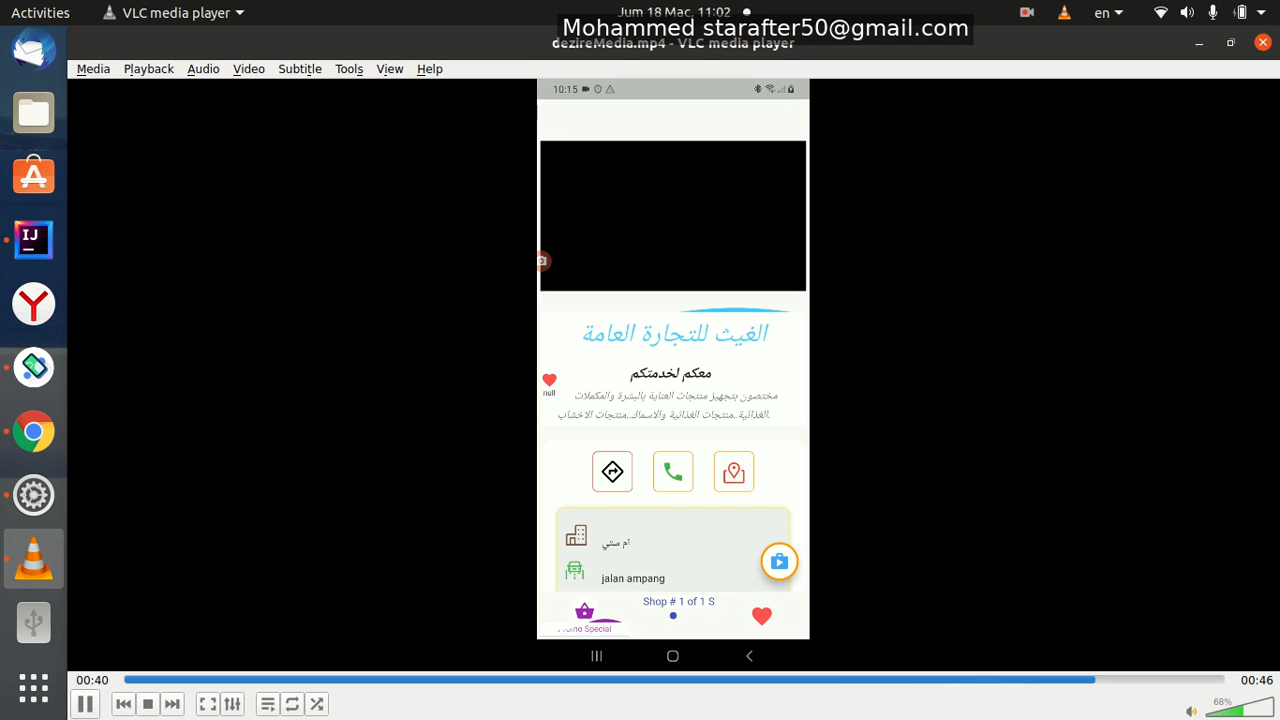 Activities
VLC media player
Jum 18 Mac, 11:02
en
Mohammed starafter50@gmail.com
dezireMedia.mp4 - VLC media player
Media Playback Audio Video Subtitle Tools View Help
10:15
الغيث للتجارة العامة
معكم لخدمتكم
مختصون بتجهيز منتجات العناية بالبشرة والمكملات
الغذائية..منتجات الغذائية والاسماك..منتجات الاخشاب.
null
أم ستي
jalan ampang
Shop # 1 of 1 S
Promo Special
00:40
00:46
68%